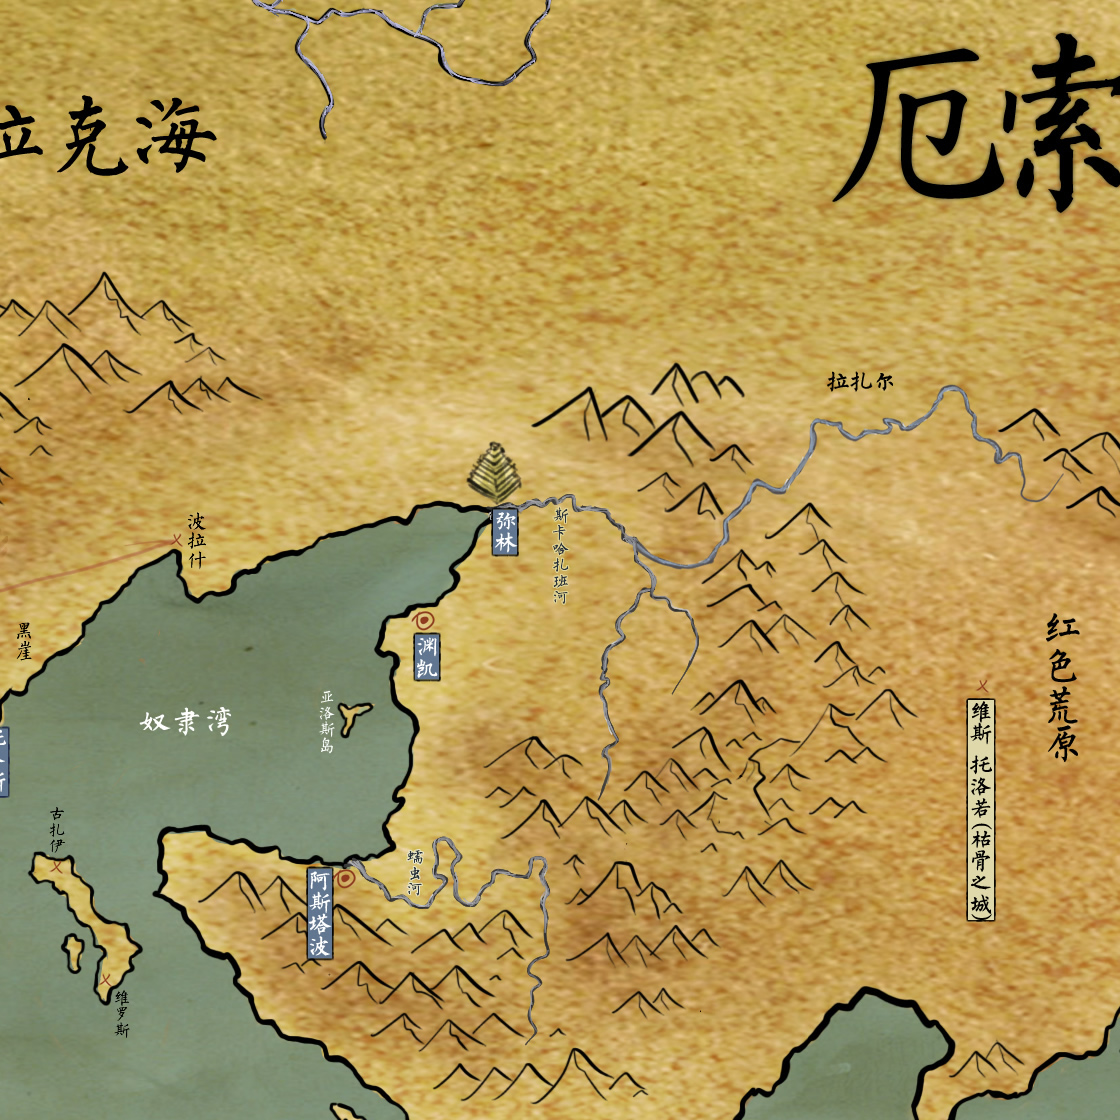 厄索
立克海
拉扎尔
弥林
斯卡哈扎班河
波拉什
黑崖
渊凯
红色荒原
奴隶湾
亚洛斯岛
维斯 托洛若(枯骨之城)
古扎伊
蠕虫河
阿斯塔波
维罗斯